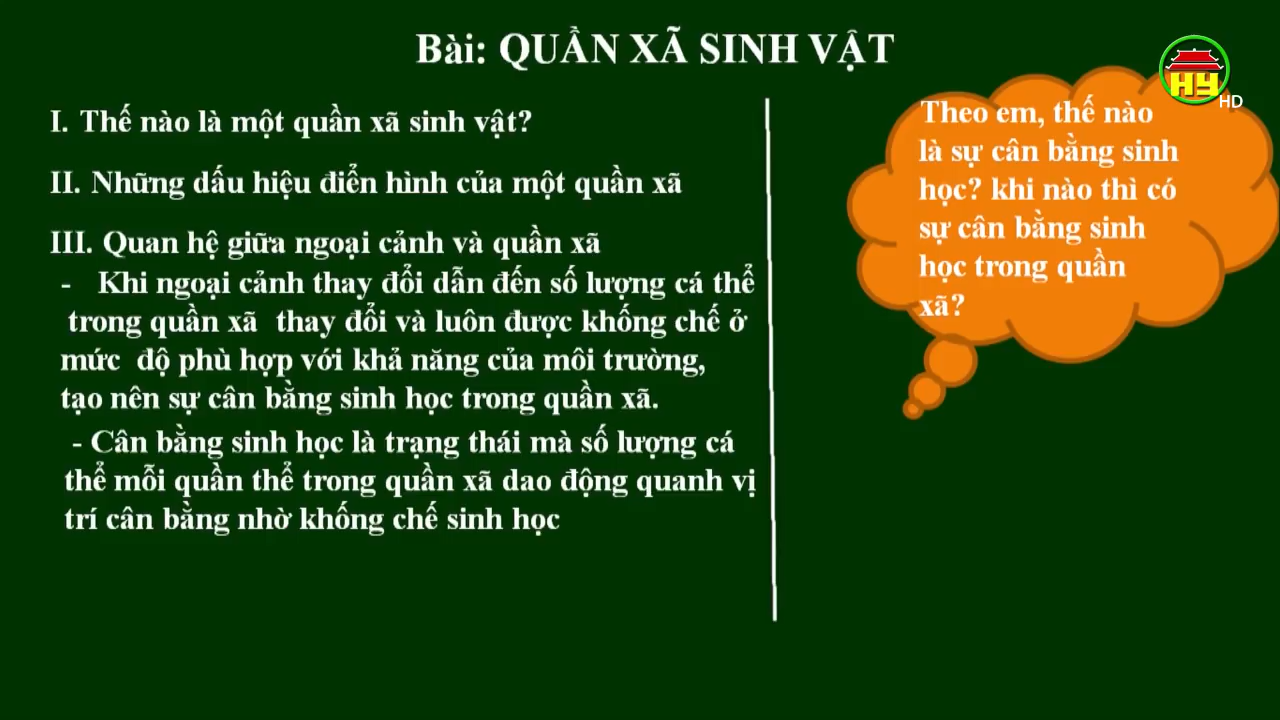 Bài: QUẦN XÃ SINH VẬT
I. Thế nào là một quần xã sinh vật?
II. Những dấu hiệu điển hình của một quần xã
III. Quan hệ giữa ngoại cảnh và quần xã
- Khi ngoại cảnh thay đổi dẫn đến số lượng cá thể
trong quần xã thay đổi và luôn được khống chế ở
mức độ phù hợp với khả năng của môi trường,
tạo nên sự cân bằng sinh học trong quần xã.
- Cân bằng sinh học là trạng thái mà số lượng cá
thể mỗi quần thể trong quần xã dao động quanh vị
trí cân bằng nhờ khống chế sinh học
Theo em, thế nào
là sự cân bằng sinh
học? khi nào thì có
sự cân bằng sinh
học trong quần
xã?
HY
HD